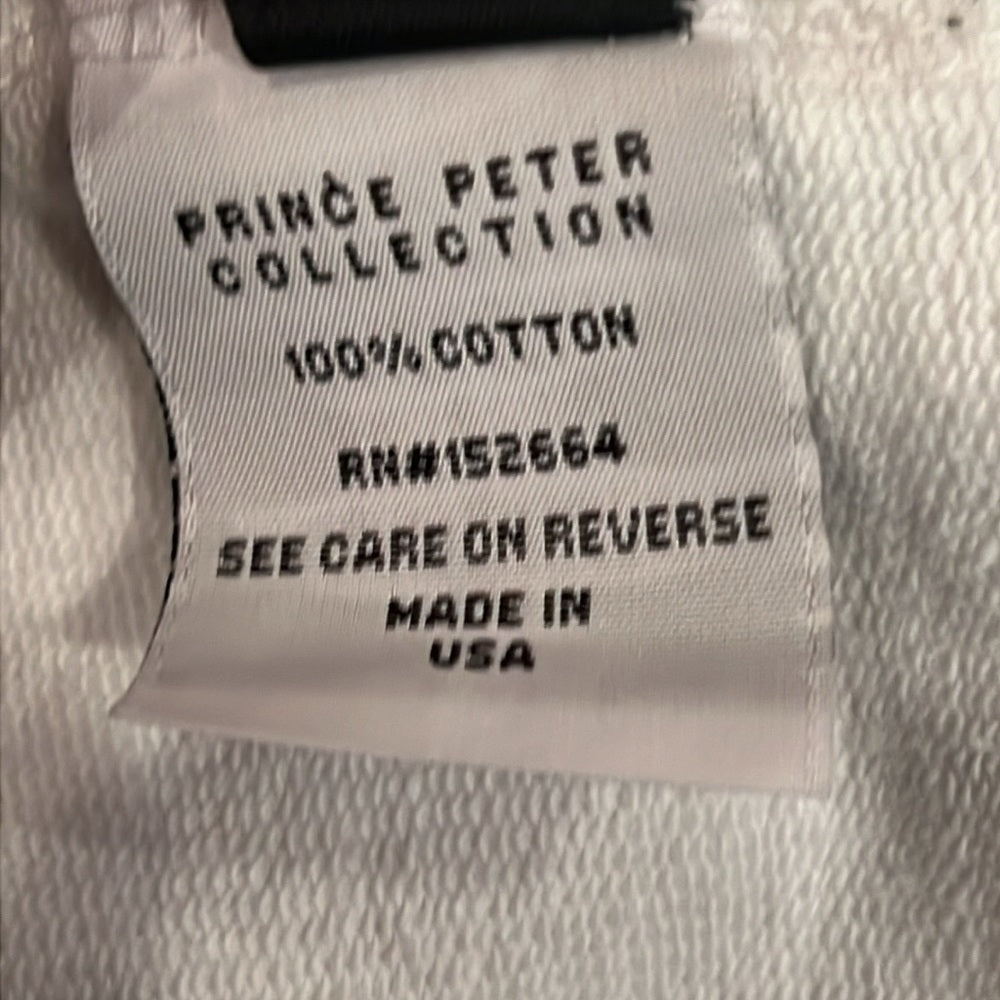 PRINCE PETER
COLLECTION
100% COTTON
RN#152664
SEE CARE ON REVERSE
MADE IN
USA